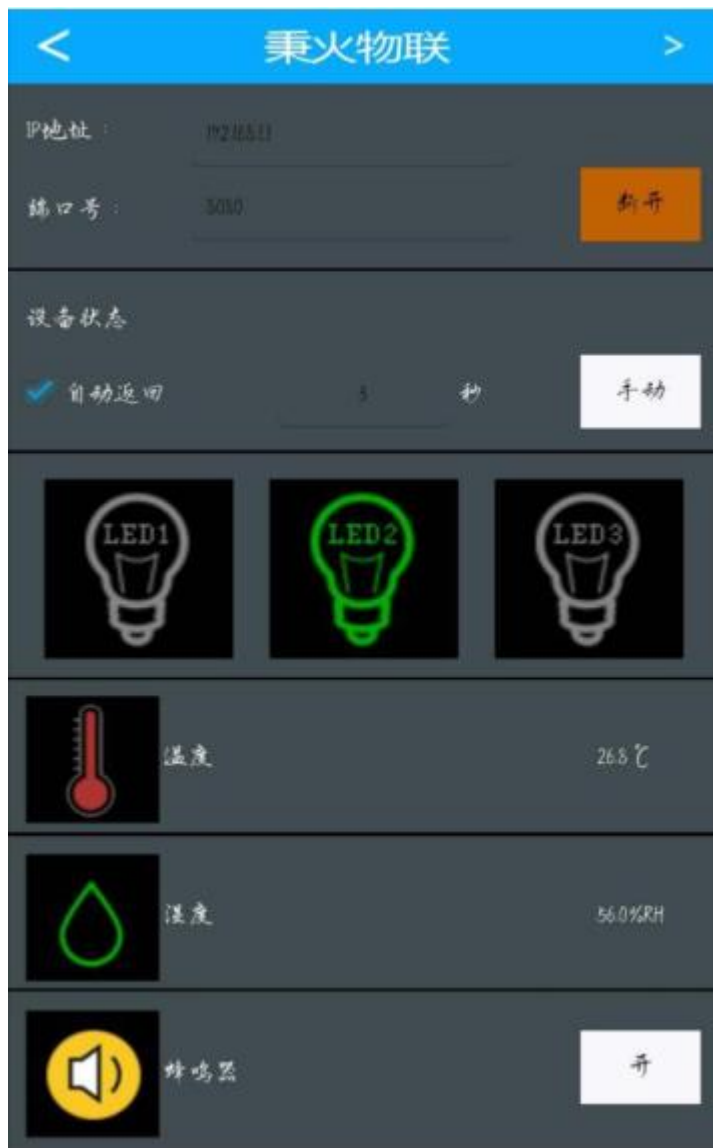 < 秉火物联 >
IP地址：
端口号： 断开
设备状态
自动返回 秒 手动
LED1 LED2 LED3
温度 26.8℃
湿度 56.0%RH
蜂鸣器 开